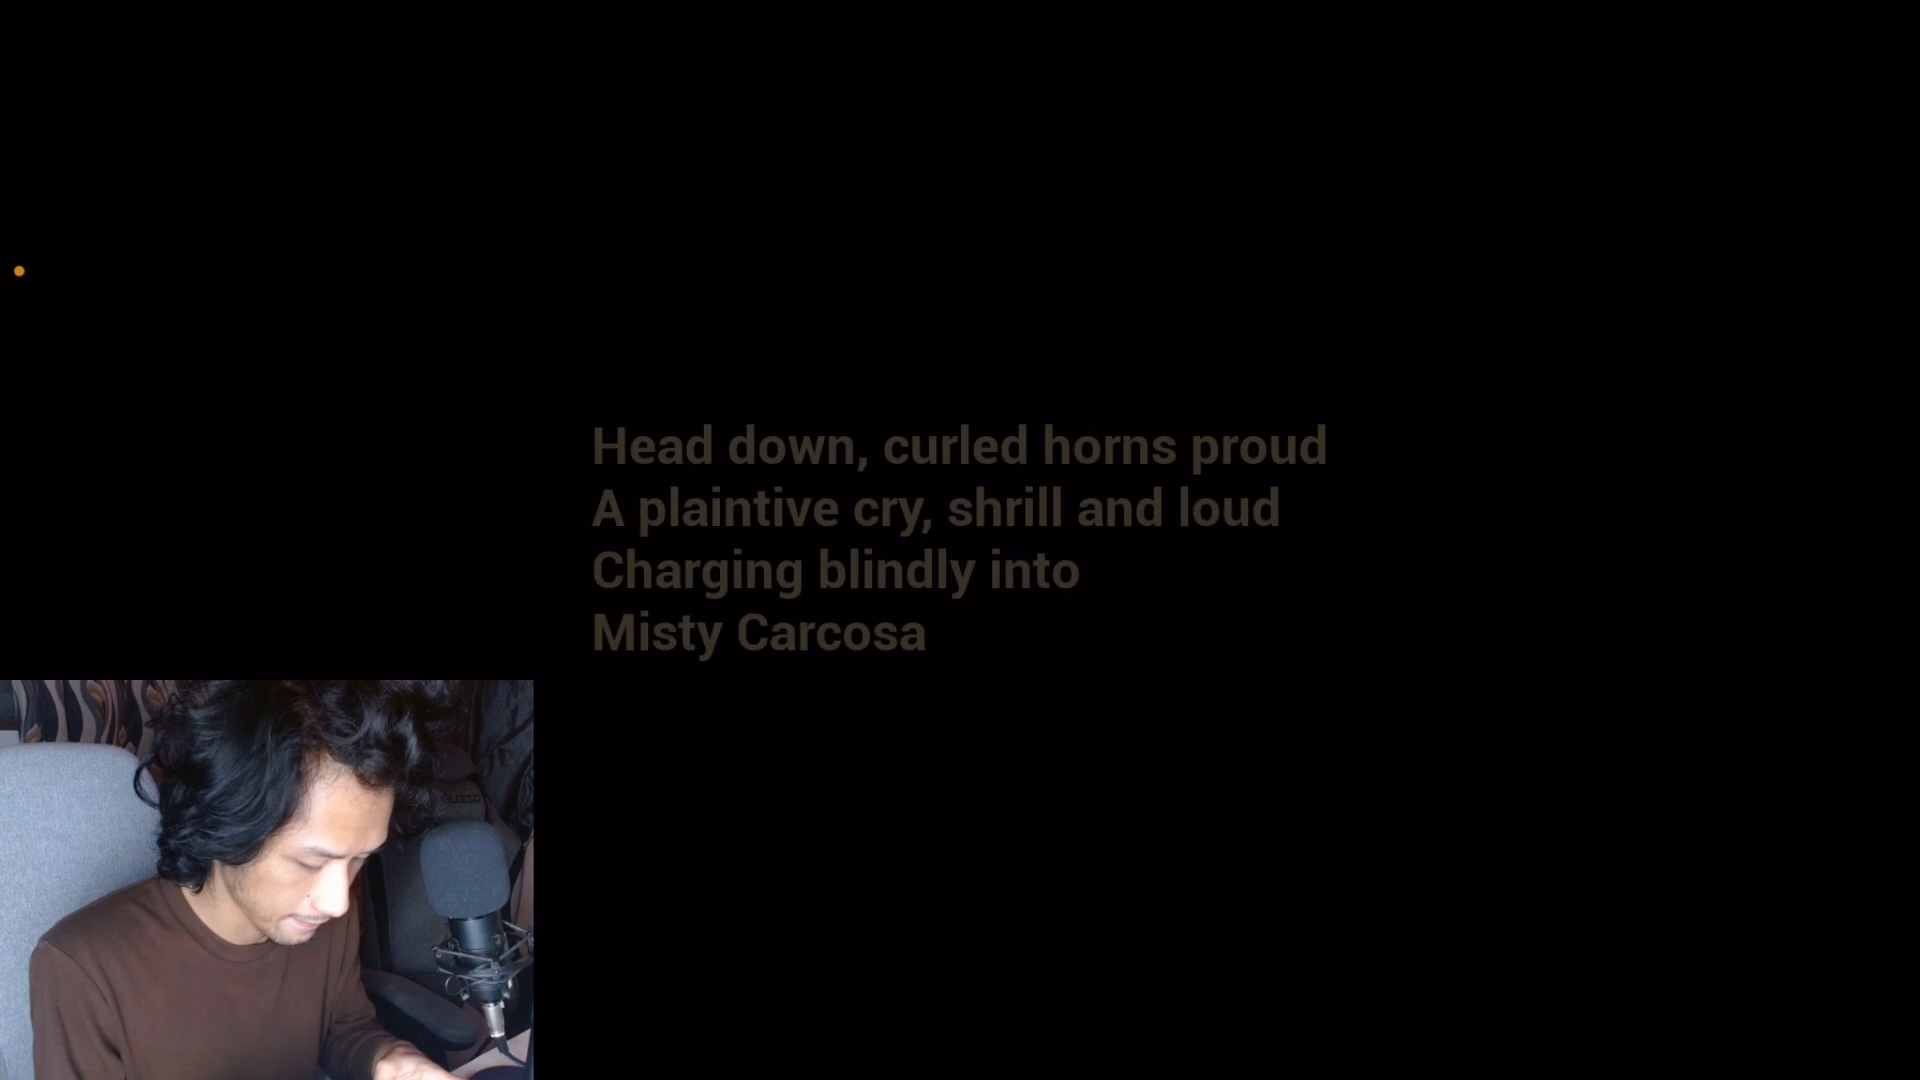 Head down, curled horns proud
A plaintive cry, shrill and loud
Charging blindly into
Misty Carcosa